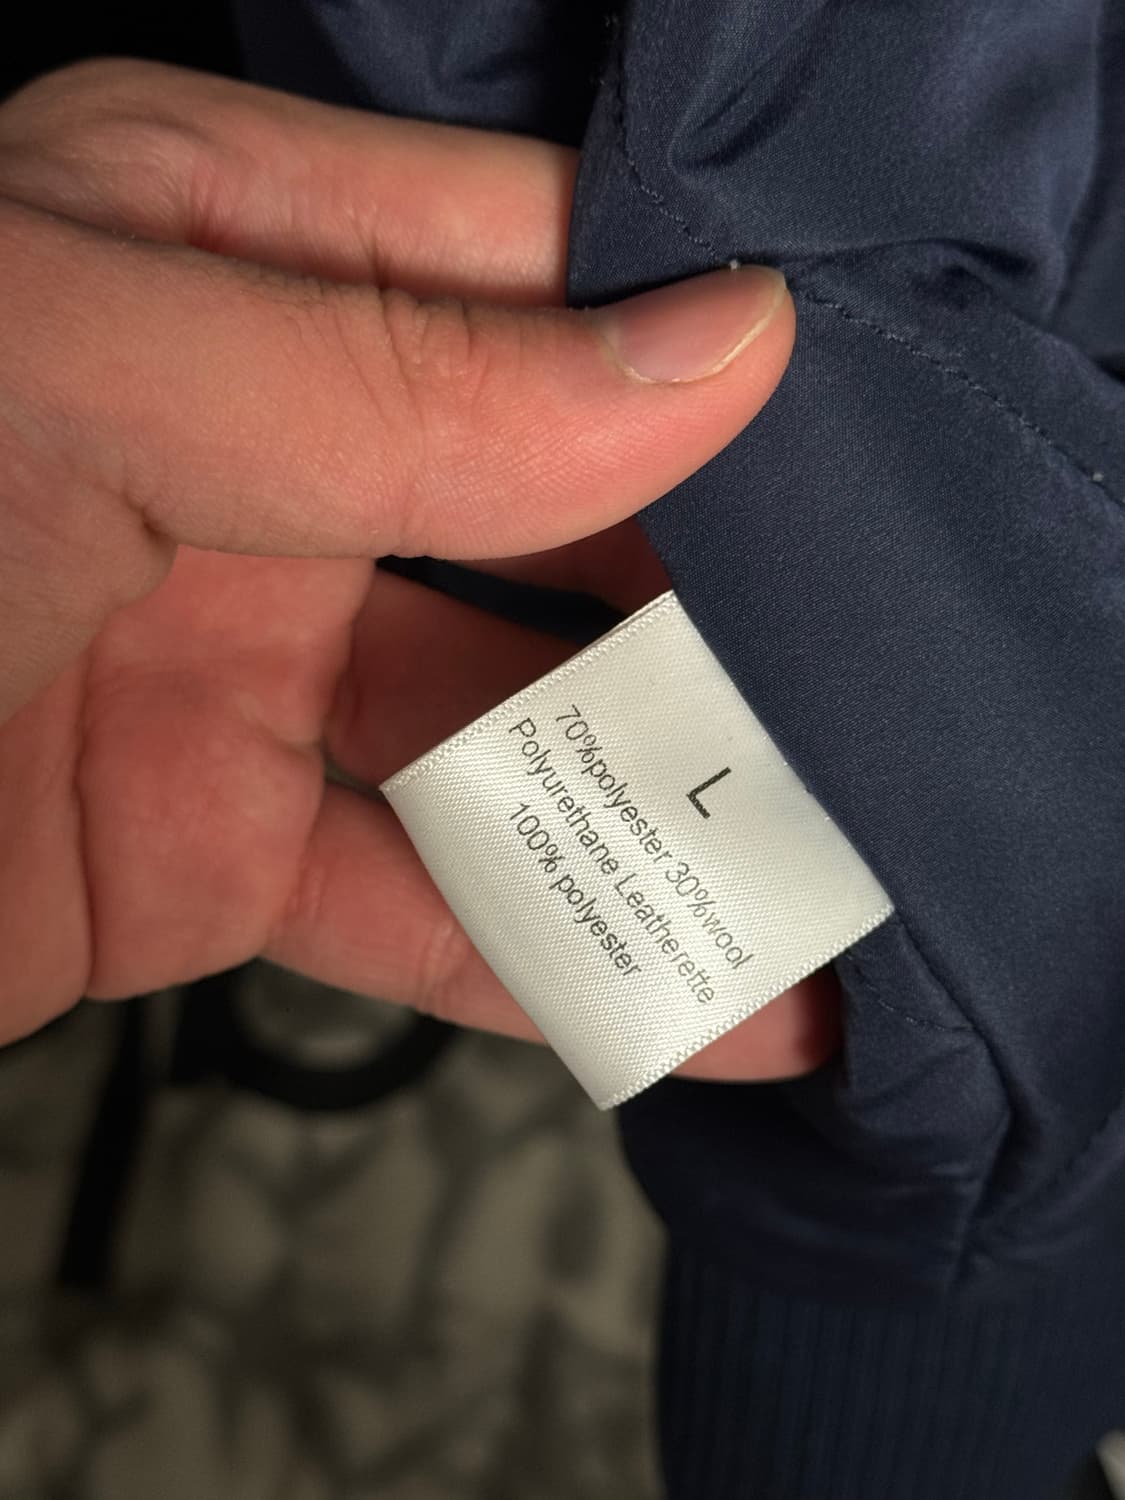 L
70%polyester 30%wool
Polyurethane Leatherette
100% polyester